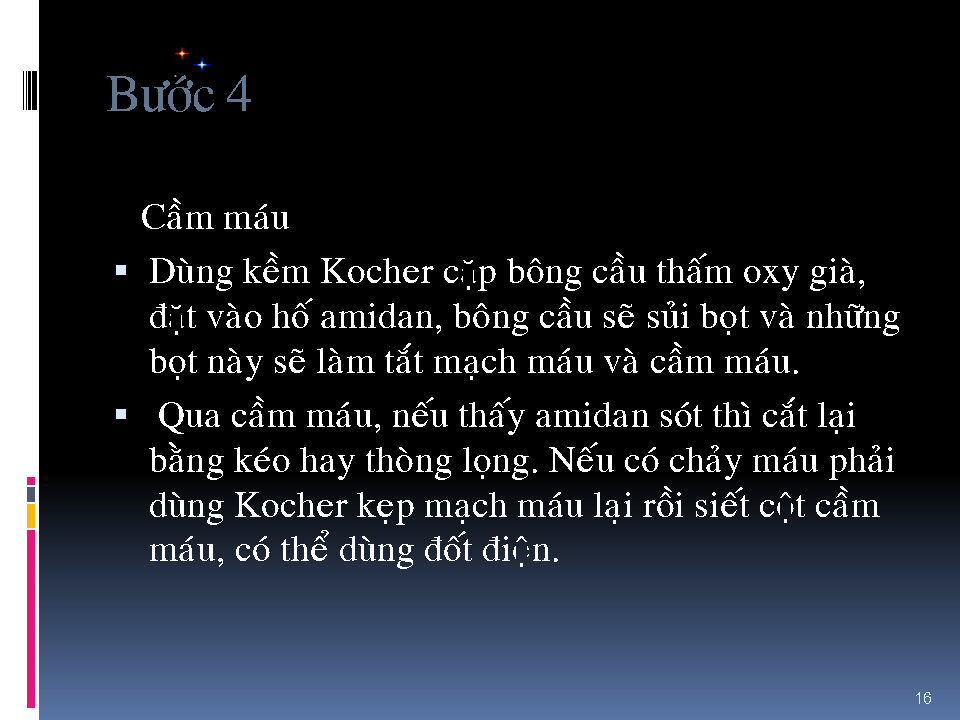 Bước 4
Cầm máu
▪ Dùng kềm Kocher cặp bông cầu thấm oxy già,
đặt vào hố amidan, bông cầu sẽ sủi bọt và những
bọt này sẽ làm tắt mạch máu và cầm máu.
▪ Qua cầm máu, nếu thấy amidan sót thì cắt lại
bằng kéo hay thòng lọng. Nếu có chảy máu phải
dùng Kocher kẹp mạch máu lại rồi siết cột cầm
máu, có thể dùng đốt điện.
16